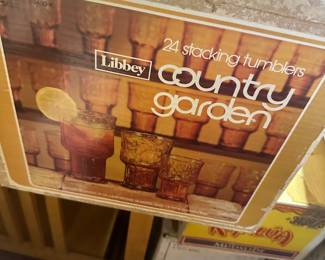 24 stacking tumblers
Libbey
country
garden